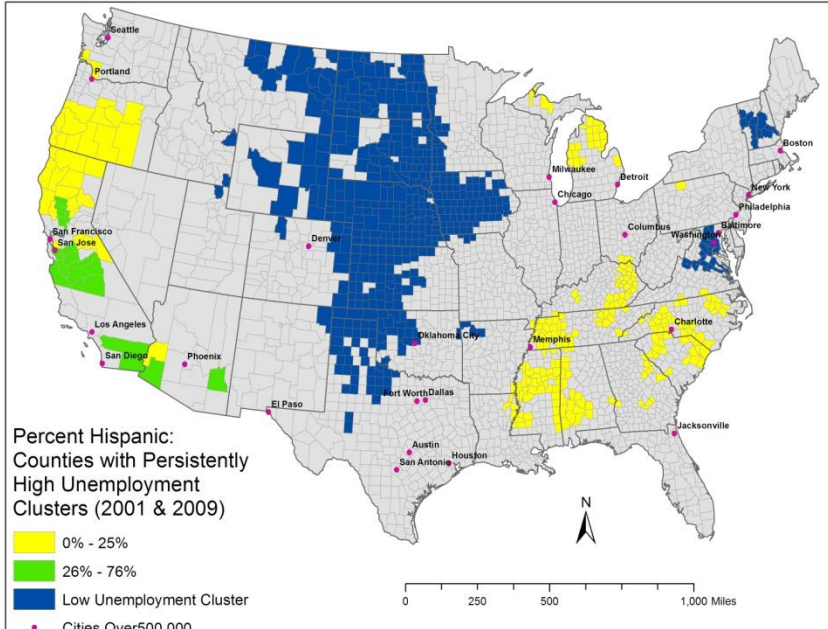 Seattle
Portland
Boston
Milwaukee
Detroit
New York
Chicago
Philadelphia
Columbus
Baltimore
Washington
San Francisco
San Jose
Denver
Los Angeles
Oklahoma City
Memphis
Charlotte
San Diego
Phoenix
El Paso
Fort Worth
Dallas
Jacksonville
Austin
San Antonio
Houston
Percent Hispanic:
Counties with Persistently
High Unemployment
Clusters (2001 & 2009)
N
0% - 25%
26% - 76%
Low Unemployment Cluster
Cities Over500,000
0 250 500 1,000 Miles